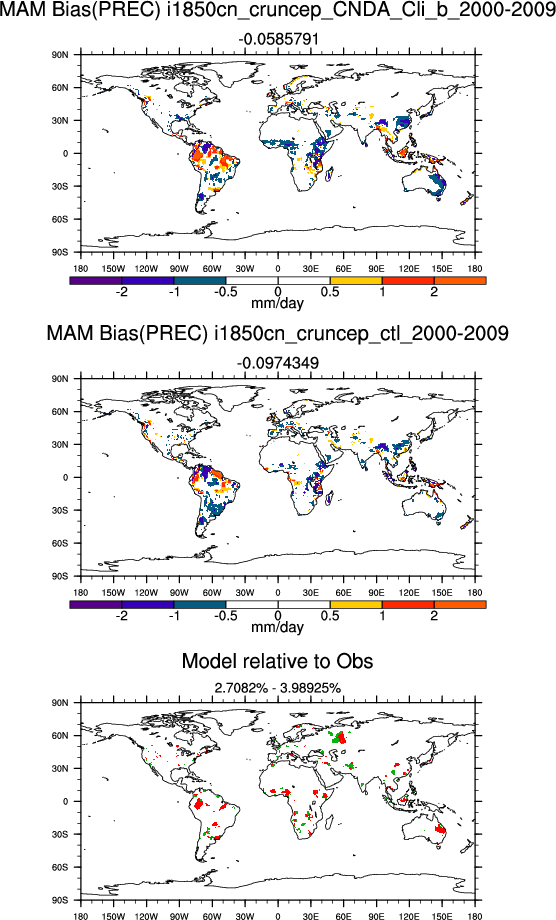 MAM Bias(PREC) i1850cn_cruncep_CNDA_Cli_b_2000-2009
-0.0585791
90N
60N
30N
0
30S
60S
90S
180 150W 120W 90W 60W 30W 0 30E 60E 90E 120E 150E 180
-2 -1 -0.5 0 0.5 1 2
mm/day
MAM Bias(PREC) i1850cn_cruncep_ctl_2000-2009
-0.0974349
90N
60N
30N
0
30S
60S
90S
180 150W 120W 90W 60W 30W 0 30E 60E 90E 120E 150E 180
-2 -1 -0.5 0 0.5 1 2
mm/day
Model relative to Obs
2.7082% - 3.98925%
90N
60N
30N
0
30S
60S
90S
180 150W 120W 90W 60W 30W 0 30E 60E 90E 120E 150E 180